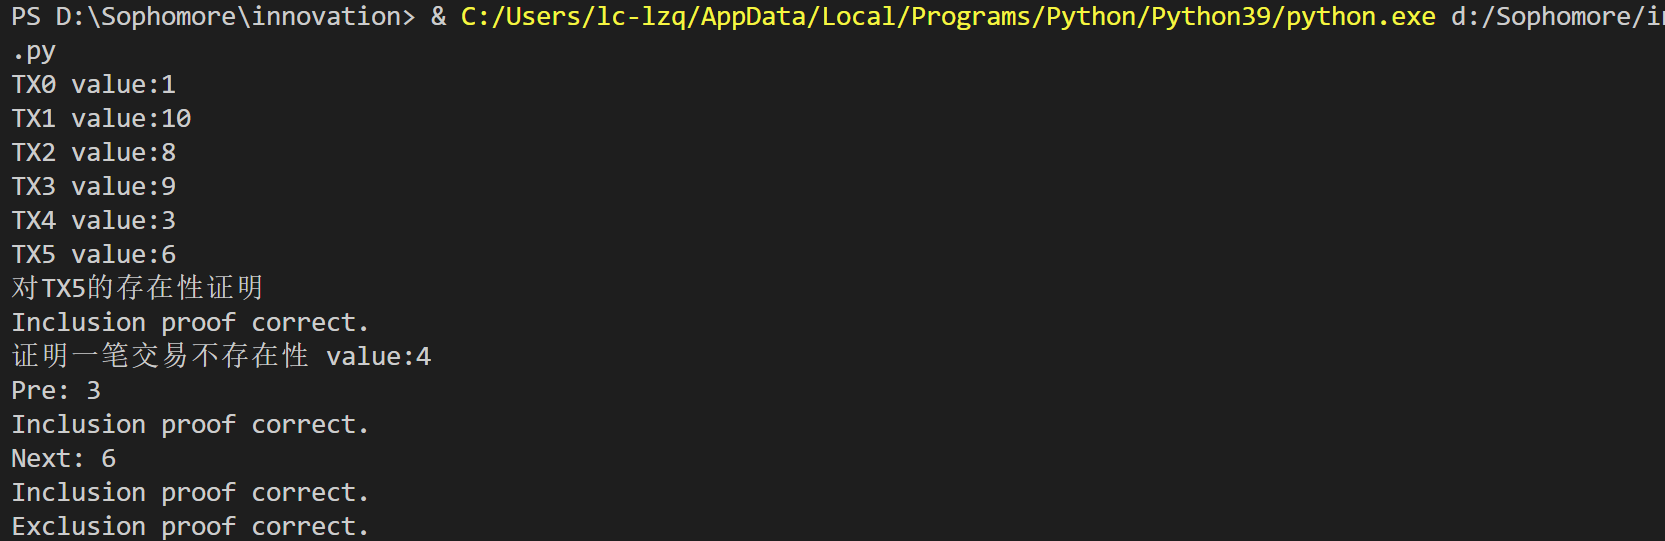 PS D:\Sophomore\innovation> & C:/Users/lc-lzq/AppData/Local/Programs/Python/Python39/python.exe d:/Sophomore/i
.py
TX0 value:1
TX1 value:10
TX2 value:8
TX3 value:9
TX4 value:3
TX5 value:6
对TX5的存在性证明
Inclusion proof correct.
证明一笔交易不存在性 value:4
Pre: 3
Inclusion proof correct.
Next: 6
Inclusion proof correct.
Exclusion proof correct.